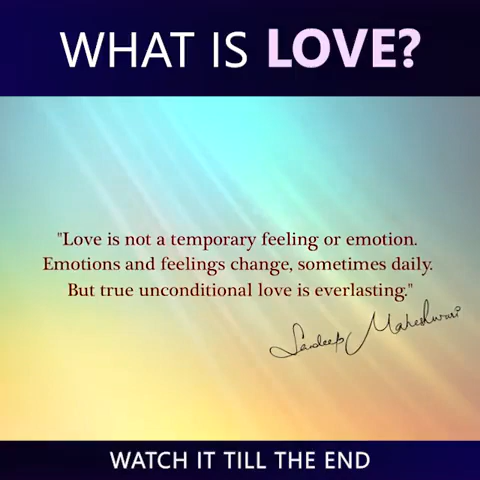 WHAT IS LOVE?
"Love is not a temporary feeling or emotion.
Emotions and feelings change, sometimes daily.
But true unconditional love is everlasting."
Sandeep Maheshwari
WATCH IT TILL THE END